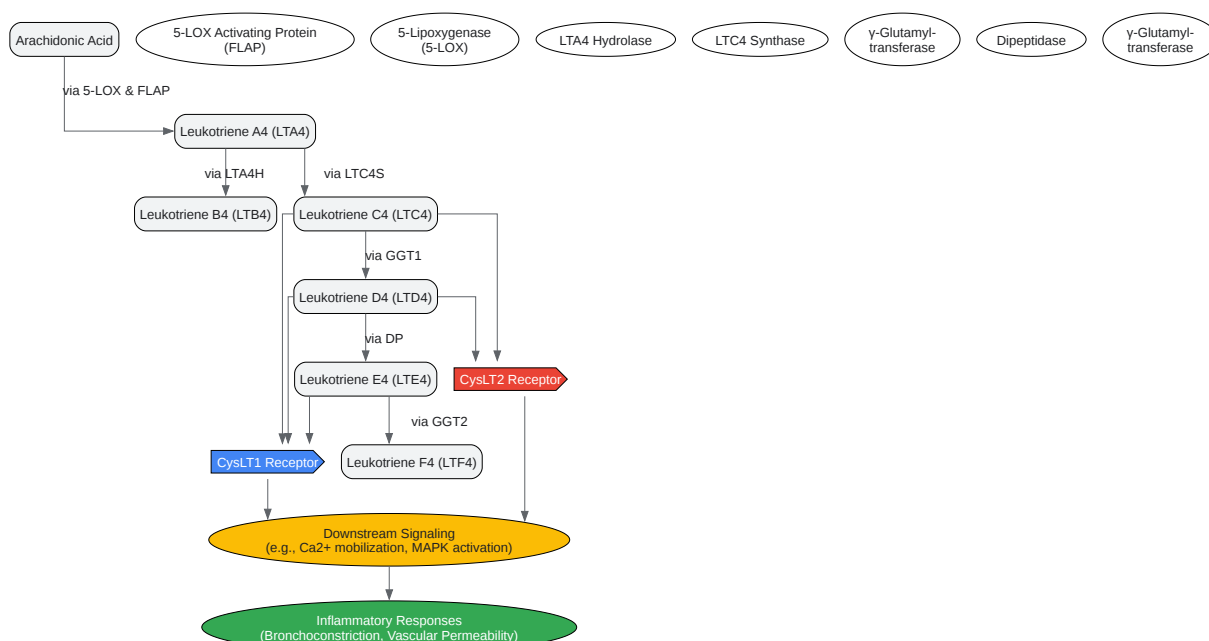 Arachidonic Acid
5-LOX Activating Protein
(FLAP)
5-Lipoxygenase
(5-LOX)
LTA4 Hydrolase
LTC4 Synthase
γ-Glutamyl-
transferase
Dipeptidase
γ-Glutamyl-
transferase
via 5-LOX & FLAP
Leukotriene A4 (LTA4)
via LTA4H
via LTC4S
Leukotriene B4 (LTB4)
Leukotriene C4 (LTC4)
via GGT1
Leukotriene D4 (LTD4)
via DP
Leukotriene E4 (LTE4)
CysLT2 Receptor
via GGT2
CysLT1 Receptor
Leukotriene F4 (LTF4)
Downstream Signaling
(e.g., Ca2+ mobilization, MAPK activation)
Inflammatory Responses
(Bronchoconstriction, Vascular Permeability)